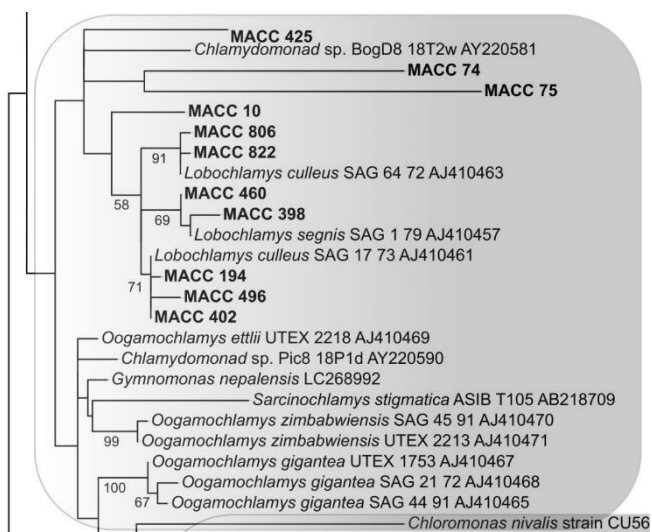 MACC 425
Chlamydomonad sp. BogD8 18T2w AY220581
MACC 74
MACC 75
MACC 10
MACC 806
91
MACC 822
Lobochlamys culleus SAG 64 72 AJ410463
58
MACC 460
69
MACC 398
Lobochlamys segnis SAG 1 79 AJ410457
Lobochlamys culleus SAG 17 73 AJ410461
71
MACC 194
MACC 496
MACC 402
Oogamochlamys ettlii UTEX 2218 AJ410469
Chlamydomonad sp. Pic8 18P1d AY220590
Gymnomonas nepalensis LC268992
Sarcinochlamys stigmatica ASIB T105 AB218709
Oogamochlamys zimbabwiensis SAG 45 91 AJ410470
99
Oogamochlamys zimbabwiensis UTEX 2213 AJ410471
Oogamochlamys gigantea UTEX 1753 AJ410467
100
Oogamochlamys gigantea SAG 21 72 AJ410468
67
Oogamochlamys gigantea SAG 44 91 AJ410465
Chloromonas nivalis strain CU56